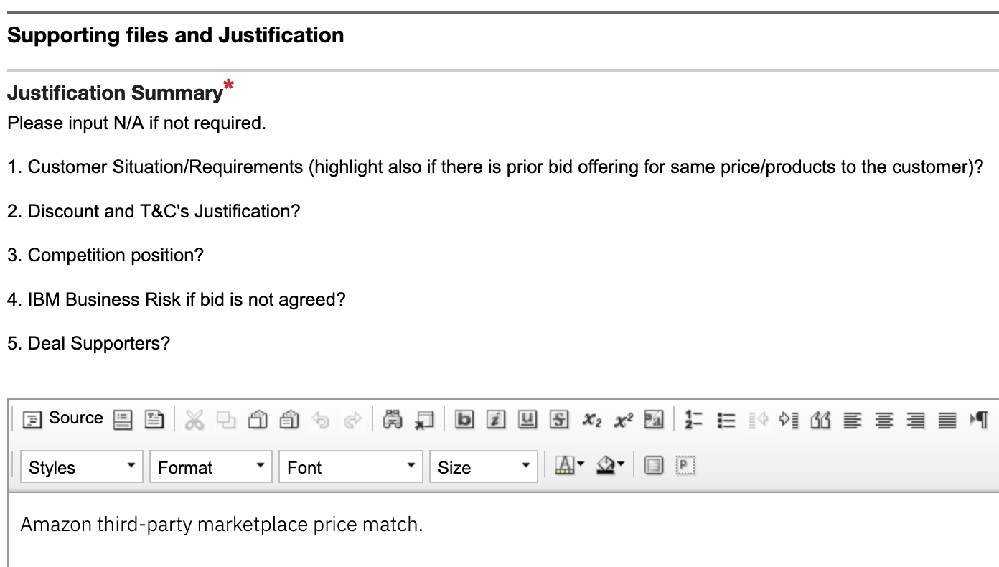 Supporting files and Justification
Justification Summary*
Please input N/A if not required.
1. Customer Situation/Requirements (highlight also if there is prior bid offering for same price/products to the customer)?
2. Discount and T&C's Justification?
3. Competition position?
4. IBM Business Risk if bid is not agreed?
5. Deal Supporters?
Source
Styles Format Font Size
Amazon third-party marketplace price match.